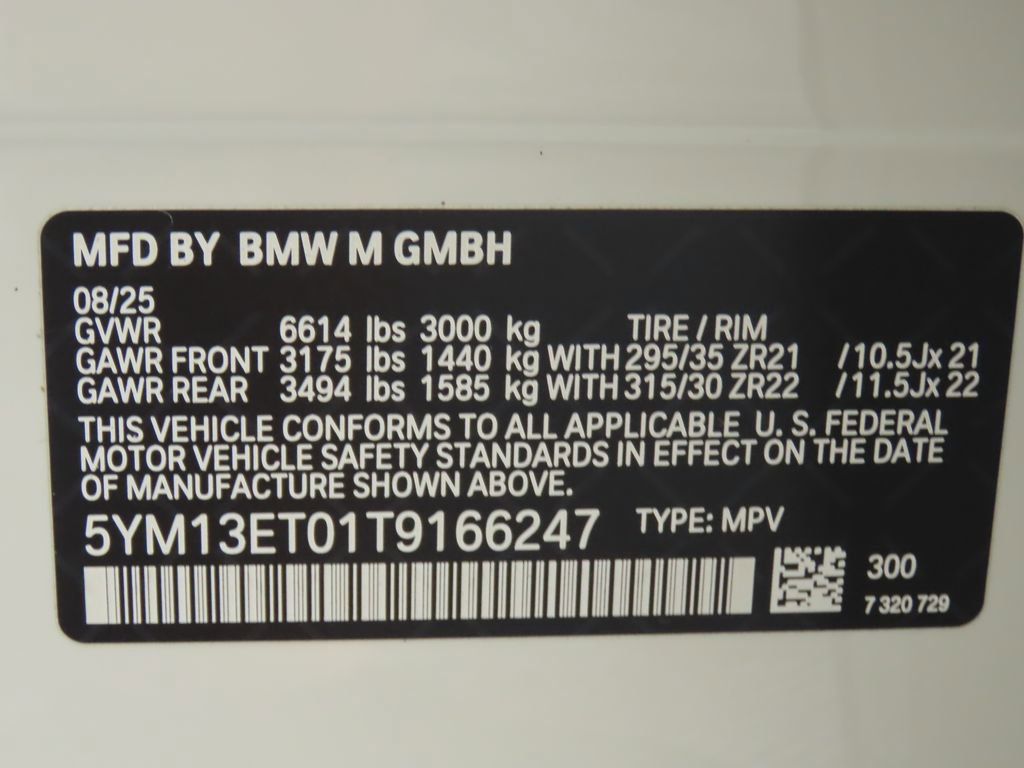 MFD BY BMW M GMBH
08/25
GVWR 6614 lbs 3000 kg TIRE / RIM
GAWR FRONT 3175 lbs 1440 kg WITH 295/35 ZR21 /10.5Jx 21
GAWR REAR 3494 lbs 1585 kg WITH 315/30 ZR22 /11.5Jx 22
THIS VEHICLE CONFORMS TO ALL APPLICABLE U. S. FEDERAL
MOTOR VEHICLE SAFETY STANDARDS IN EFFECT ON THE DATE
OF MANUFACTURE SHOWN ABOVE.
5YM13ET01T9166247 TYPE: MPV
300
7 320 729